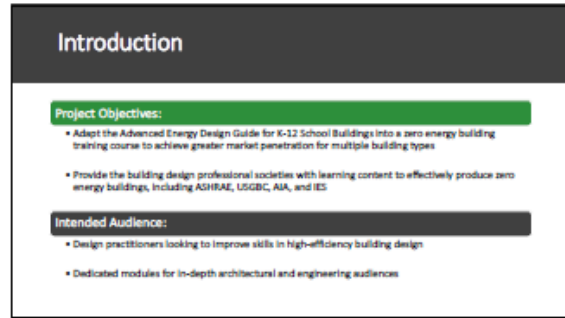 Introduction
Project Objectives:
• Adapt the Advanced Energy Design Guide for K-12 School Buildings into a zero energy building
training course to achieve greater market penetration for multiple building types
• Provide the building design professional societies with learning content to effectively produce zero
energy buildings, including ASHRAE, USGBC, AIA, and IES
Intended Audience:
• Design practitioners looking to improve skills in high-efficiency building design
• Dedicated modules for in-depth architectural and engineering audiences